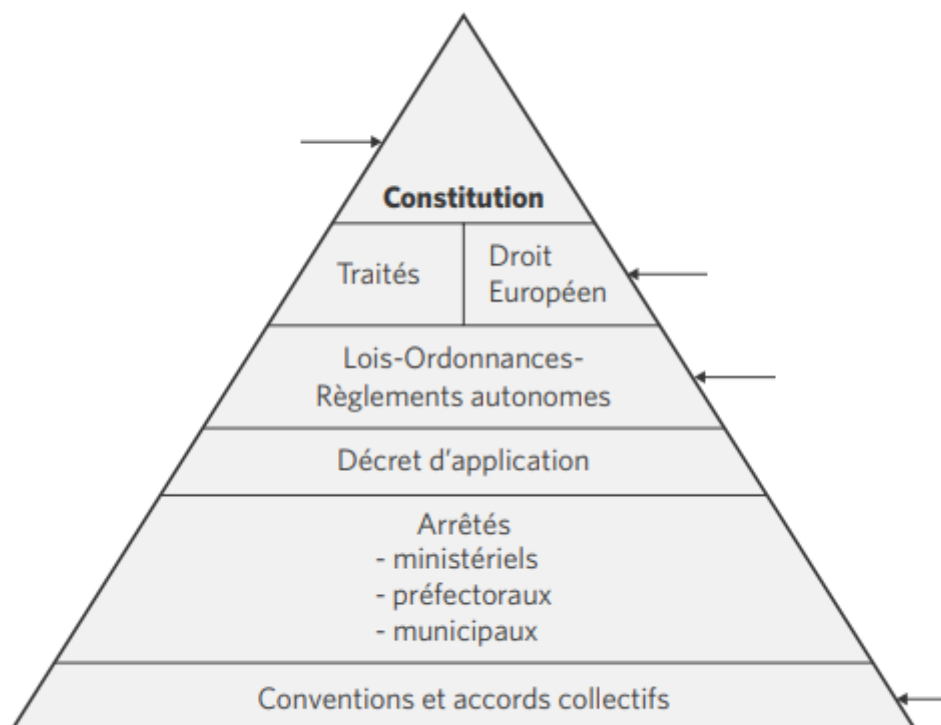 Constitution
Traités
Droit
Européen
Lois-Ordonnances-
Règlements autonomes
Décret d'application
Arrêtés
- ministériels
- préfectoraux
- municipaux
Conventions et accords collectifs